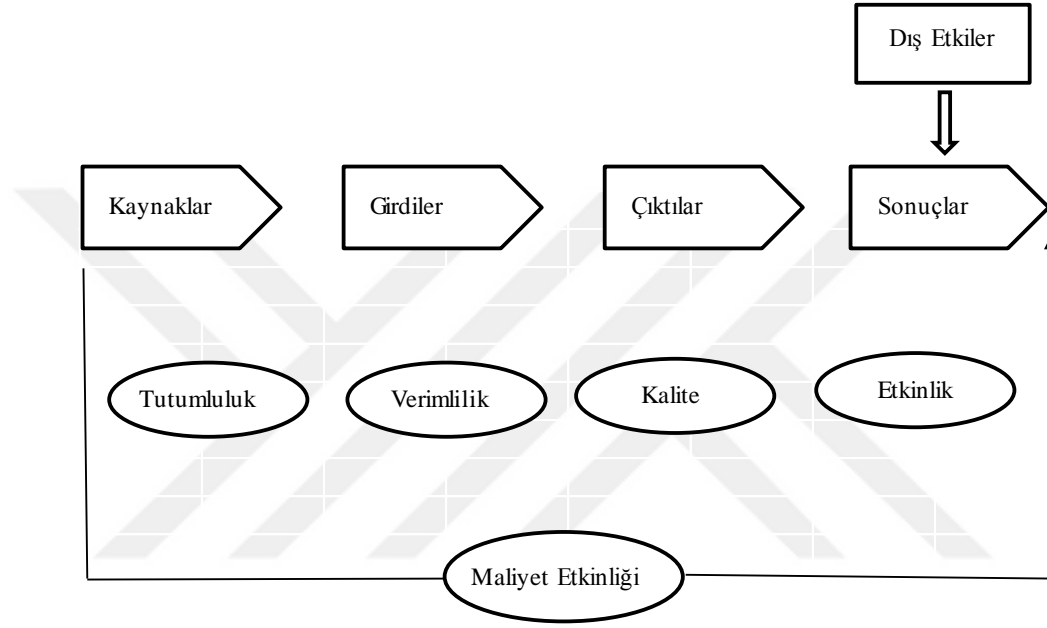 Dış Etkiler
Kaynaklar
Girdiler
Çıktılar
Sonuçlar
Tutumluluk
Verimlilik
Kalite
Etkinlik
Maliyet Etkinliği